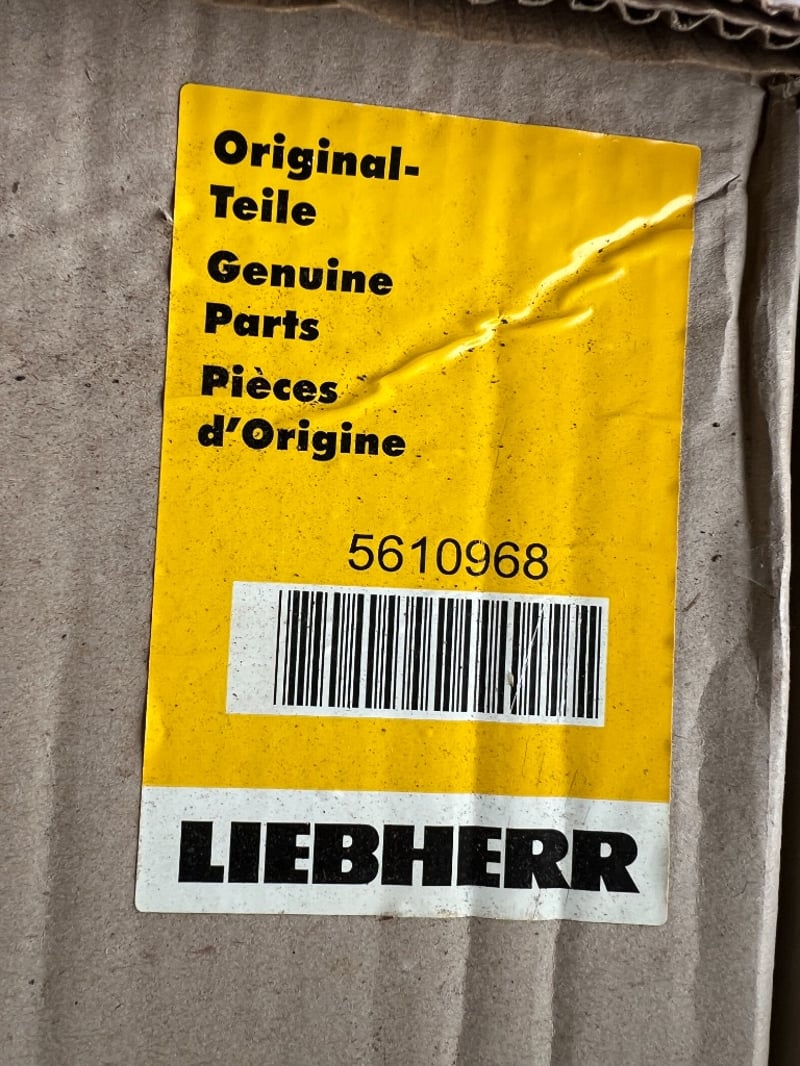 Original-
Teile
Genuine
Parts
Pièces
d'Origine
5610968
LIEBHERR